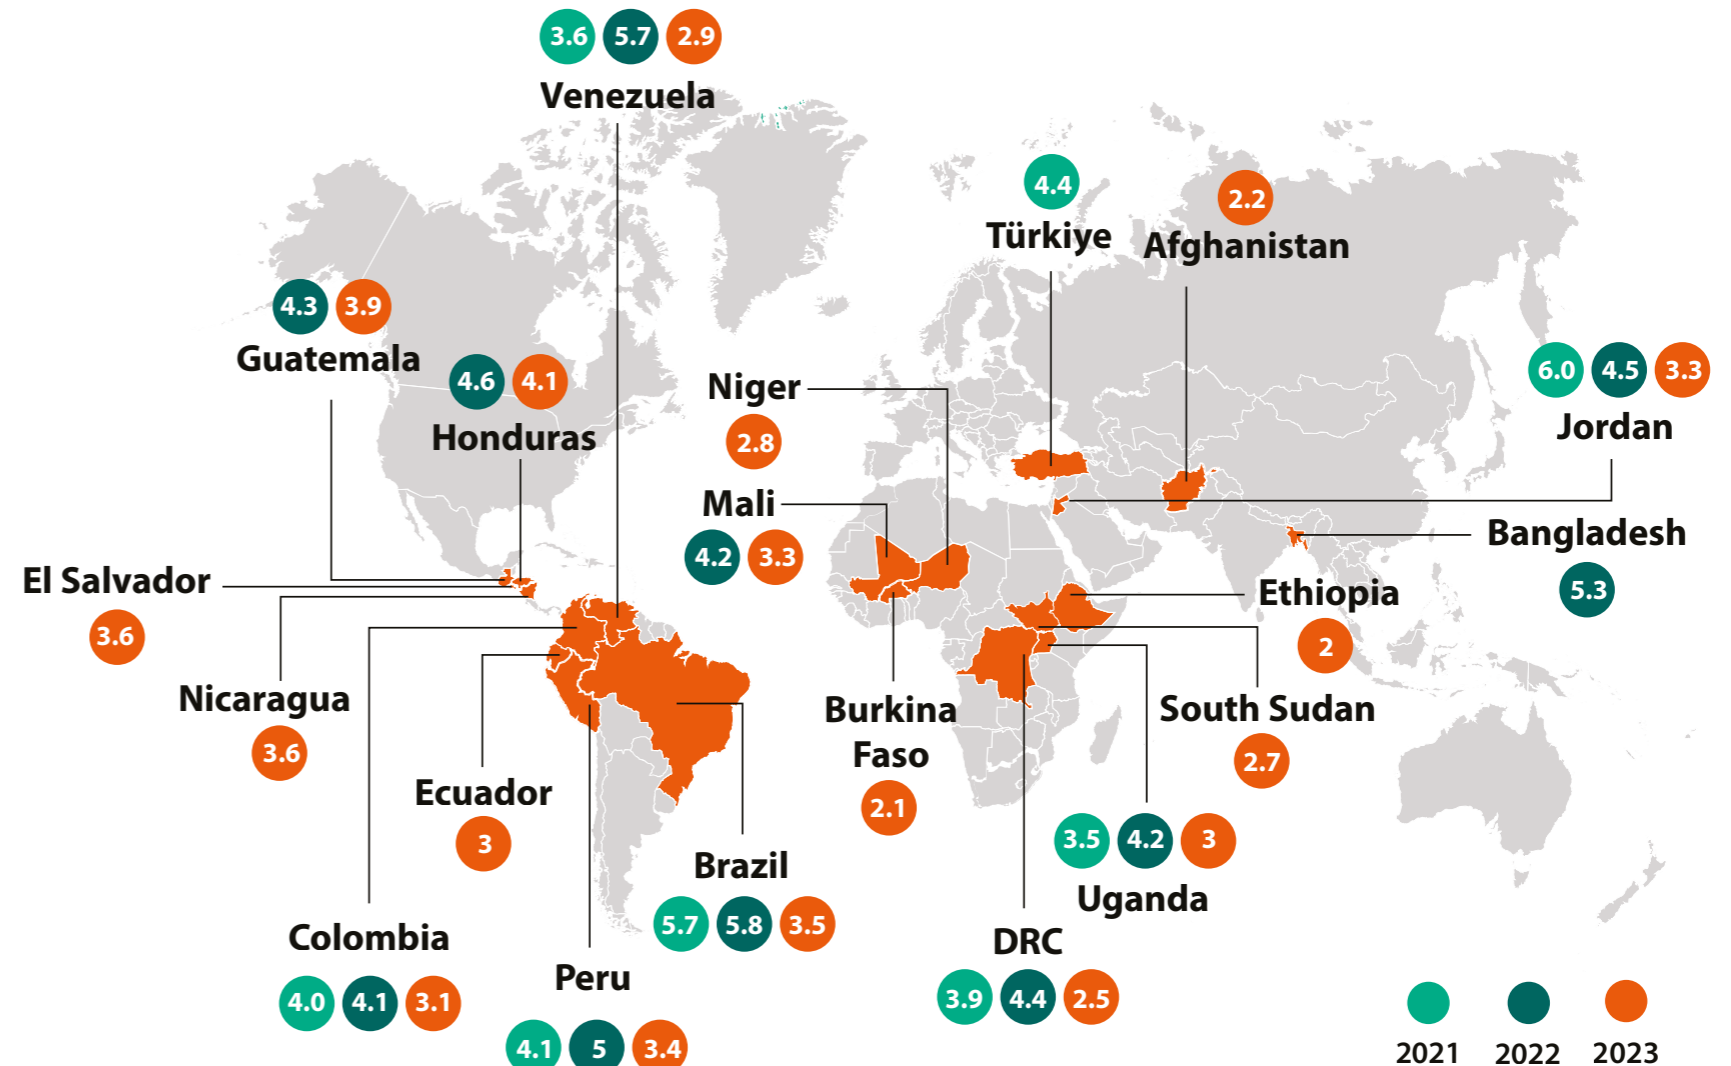 3.6 5.7 2.9
Venezuela
4.4
Türkiye
2.2
Afghanistan
4.3 3.9
Guatemala
4.6 4.1
Honduras
Niger
2.8
6.0 4.5 3.3
Jordan
Mali
4.2 3.3
Bangladesh
5.3
El Salvador
3.6
Ethiopia
2
Nicaragua
3.6
Burkina
Faso
2.1
South Sudan
2.7
Ecuador
3
Brazil
5.7 5.8 3.5
3.5 4.2 3
Uganda
Colombia
4.0 4.1 3.1
Peru
4.1 5 3.4
DRC
3.9 4.4 2.5
2021 2022 2023